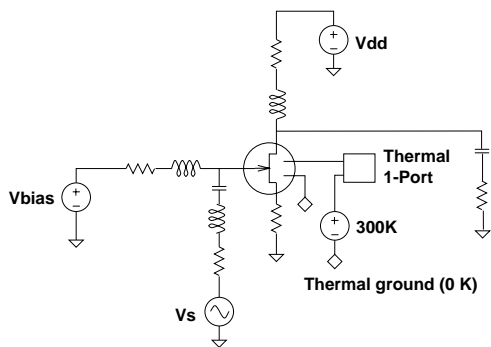 Vdd
Thermal
1-Port
Vbias
300K
Thermal ground (0 K)
Vs